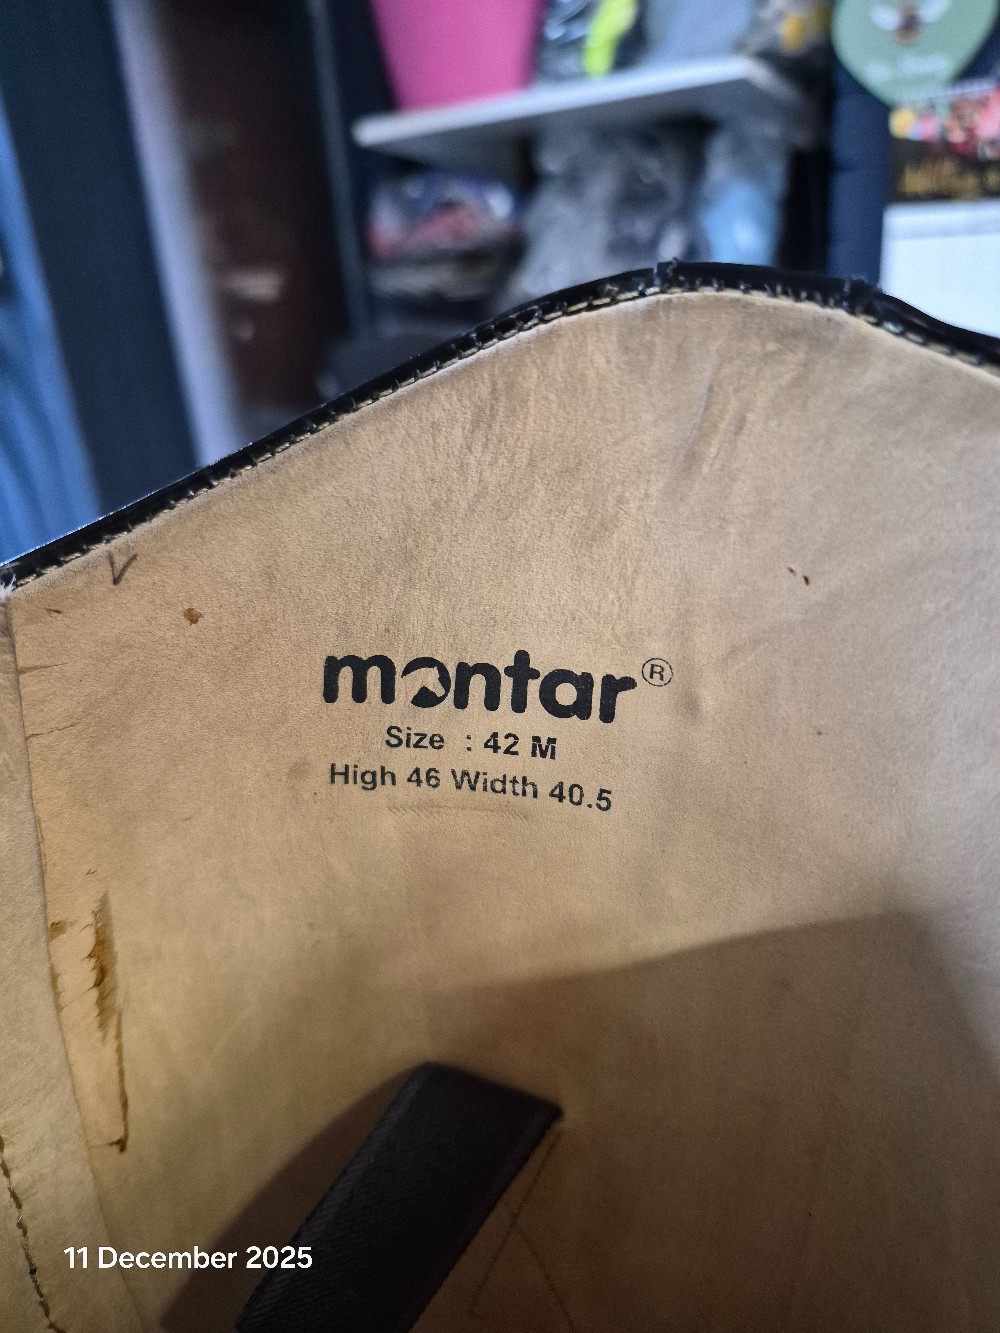 montar®
Size : 42 M
High 46 Width 40.5
11 December 2025